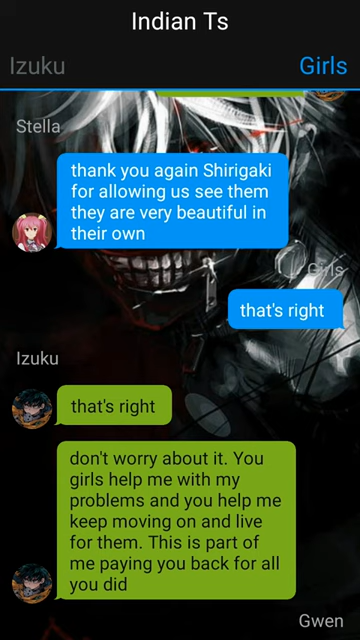 Indian Ts
Izuku
Girls
Stella
thank you again Shirigaki
for allowing us see them
they are very beautiful in
their own
Girls
that's right
Izuku
that's right
don't worry about it. You
girls help me with my
problems and you help me
keep moving on and live
for them. This is part of
me paying you back for all
you did
Gwen